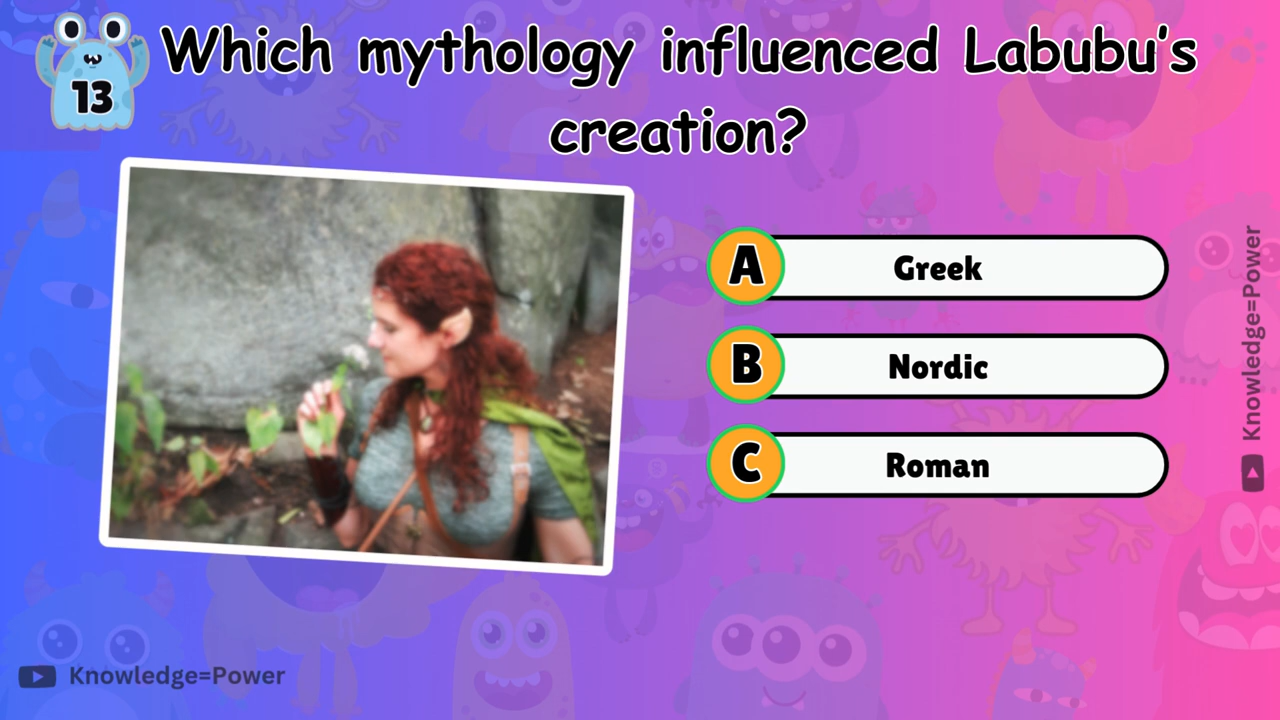 13
Which mythology influenced Labubu's
creation?
A
Greek
B
Nordic
C
Roman
Knowledge=Power
Knowledge=Power